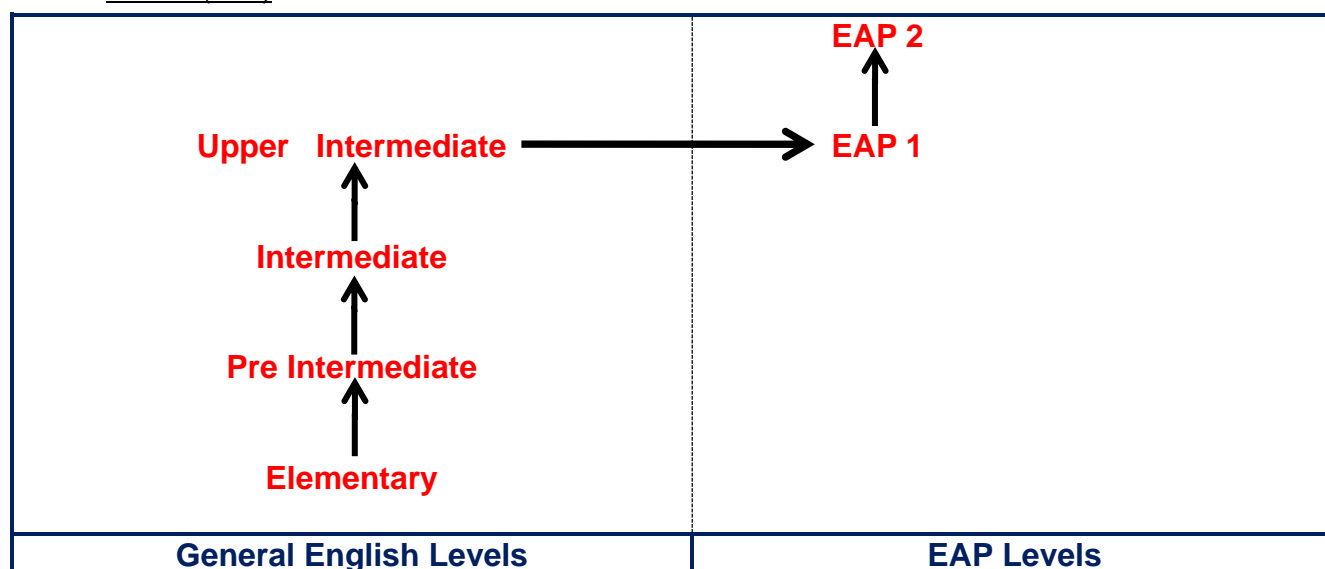 EAP 2
Upper Intermediate
EAP 1
Intermediate
Pre Intermediate
Elementary
General English Levels
EAP Levels